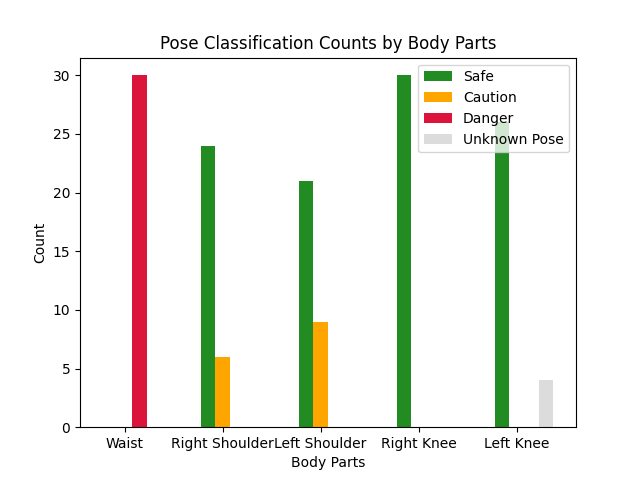 Pose Classification Counts by Body Parts
Safe
Caution
Danger
Unknown Pose
30
25
20
15
10
5
0
Count
Waist
Right Shoulder
Left Shoulder
Right Knee
Left Knee
Body Parts